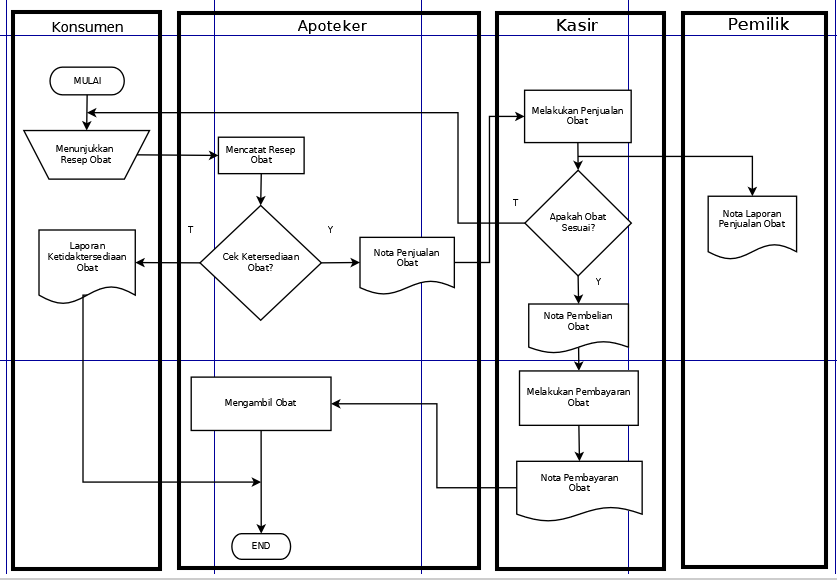 Konsumen
Apoteker
Kasir
Pemilik
MULAI
Menunjukkan
Resep Obat
Mencatat Resep
Obat
Melakukan Penjualan
Obat
Nota Laporan
Penjualan Obat
T
Apakah Obat
Sesuai?
Y
T
Cek Ketersediaan
Obat?
Y
Nota Penjualan
Obat
Laporan
Ketidaktersediaan
Obat
Nota Pembelian
Obat
Melakukan Pembayaran
Obat
Mengambil Obat
Nota Pembayaran
Obat
END